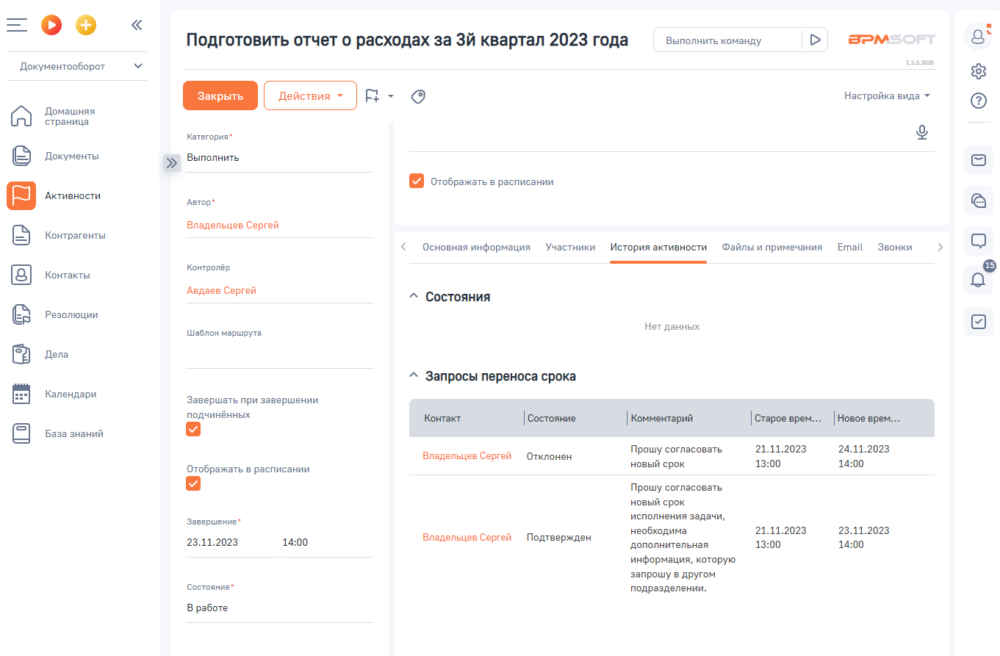 Документооборот
Домашняя
страница
Документы
Активности
Контрагенты
Контакты
Резолюции
Дела
Календари
База знаний
Подготовить отчет о расходах за 3й квартал 2023 года
Выполнить команду
BPMSOFT
1.3.0.3026
Закрыть
Действия
Настройка вида
Категория*
Выполнить
Автор*
Владельцев Сергей
Контролёр
Авдаев Сергей
Шаблон маршрута
Завершать при завершении
подчинённых
Отображать в расписании
Завершение*
23.11.2023 14:00
Состояние*
В работе
Отображать в расписании
Основная информация Участники История активности Файлы и примечания Email Звонки
Состояния
Нет данных
Запросы переноса срока
Контакт Состояние Комментарий Старое врем... Новое врем...
Владельцев Сергей
Отклонен
Прошу согласовать
новый срок
21.11.2023
13:00
24.11.2023
14:00
Владельцев Сергей
Подтвержден
Прошу согласовать
новый срок
исполнения задачи,
необходима
дополнительная
информация, которую
запрошу в другом
подразделении.
21.11.2023
13:00
23.11.2023
14:00
15